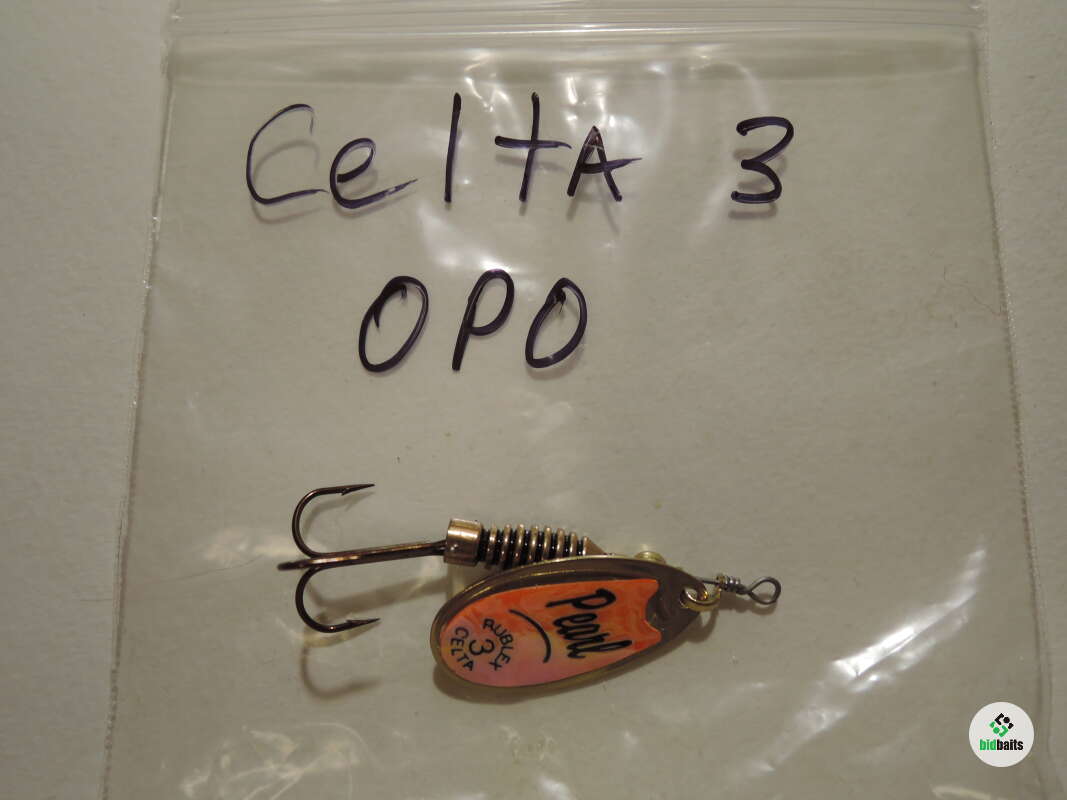 CeltA 3
OPO
Pearl
RUBLEX
3
CELTA
bidbaits